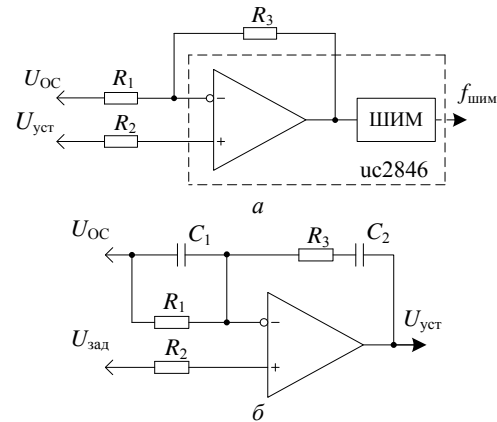 R3
UОС
R1
Uуст
R2
−
+
ШИМ
fшим
uc2846
а
UОС
C1
R3
C2
R1
−
Uуст
Uзад
R2
+
б